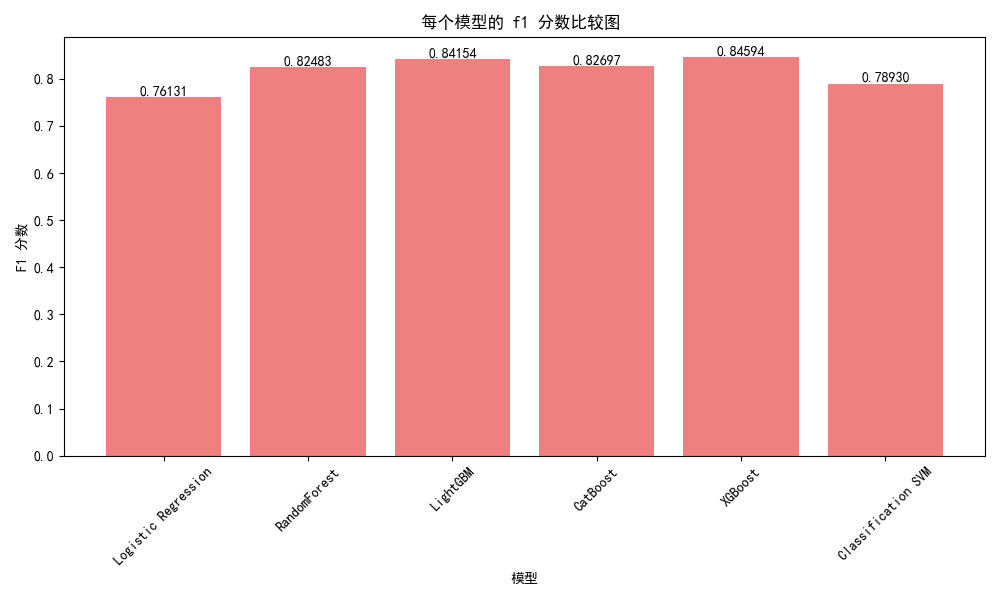 每个模型的 f1 分数比较图
F1 分数
0.8
0.7
0.6
0.5
0.4
0.3
0.2
0.1
0.0
0.76131
0.82483
0.84154
0.82697
0.84594
0.78930
Logistic Regression
RandomForest
LightGBM
CatBoost
XGBoost
Classification SVM
模型